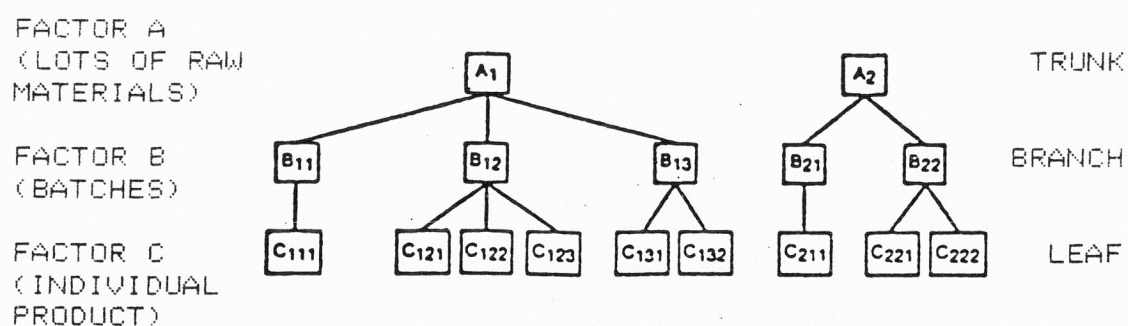 FACTOR A
(LOTS OF RAW
MATERIALS)
A1
A2
TRUNK
FACTOR B
(BATCHES)
B11
B12
B13
B21
B22
BRANCH
FACTOR C
(INDIVIDUAL
PRODUCT)
C111
C121
C122
C123
C131
C132
C211
C221
C222
LEAF